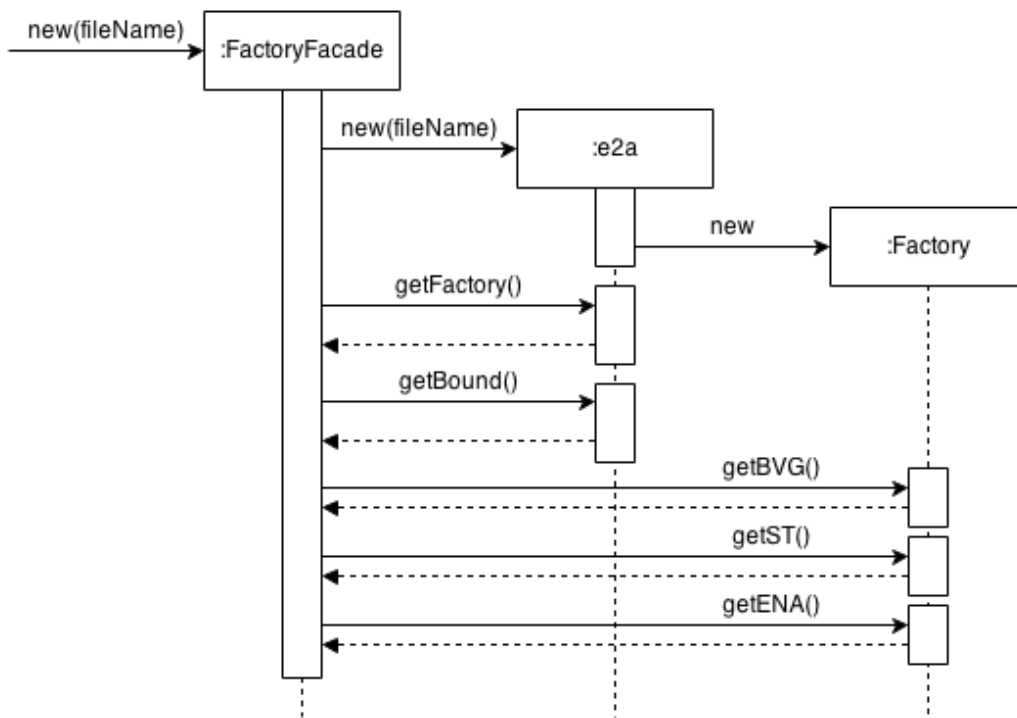 new(fileName)
:FactoryFacade
new(fileName)
:e2a
new
:Factory
getFactory()
getBound()
getBVG()
getST()
getENA()